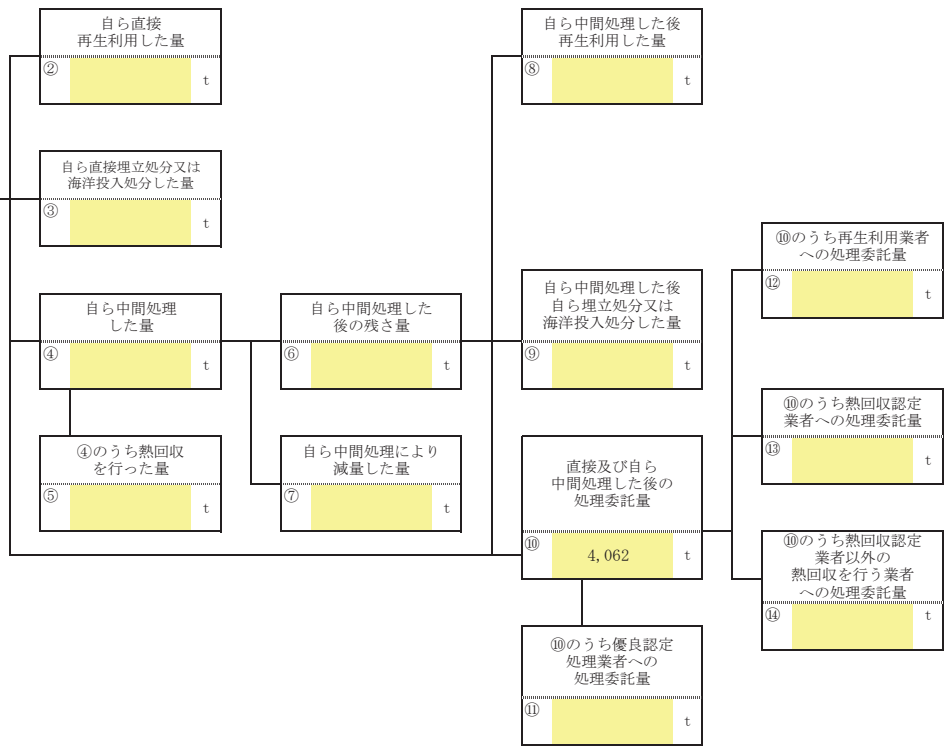 自ら直接
再生利用した量
②
t
自ら直接埋立処分又は
海洋投入処分した量
③
t
自ら中間処理
した量
④
t
④のうち熱回収
を行った量
⑤
t
自ら中間処理した
後の残さ量
⑥
t
自ら中間処理により
減量した量
⑦
t
自ら中間処理した後
再生利用した量
⑧
t
自ら中間処理した後
自ら埋立処分又は
海洋投入処分した量
⑨
t
直接及び自ら
中間処理した後の
処理委託量
⑩
4,062 t
⑩のうち優良認定
処理業者への
処理委託量
⑪
t
⑩のうち再生利用業者
への処理委託量
⑫
t
⑩のうち熱回収認定
業者への処理委託量
⑬
t
⑩のうち熱回収認定
業者以外の
熱回収を行う業者
への処理委託量
⑭
t